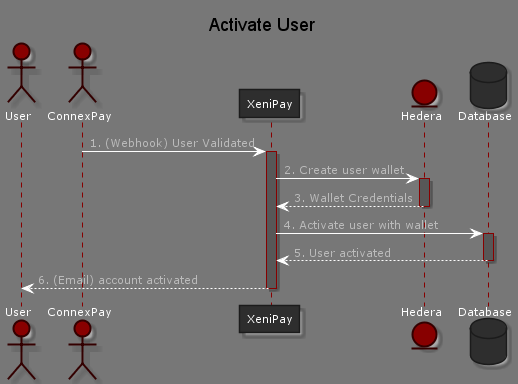 Activate User
User
ConnexPay
XeniPay
Hedera
Database
1. (Webhook) User Validated
2. Create user wallet
3. Wallet Credentials
4. Activate user with wallet
5. User activated
6. (Email) account activated
User
ConnexPay
XeniPay
Hedera
Database